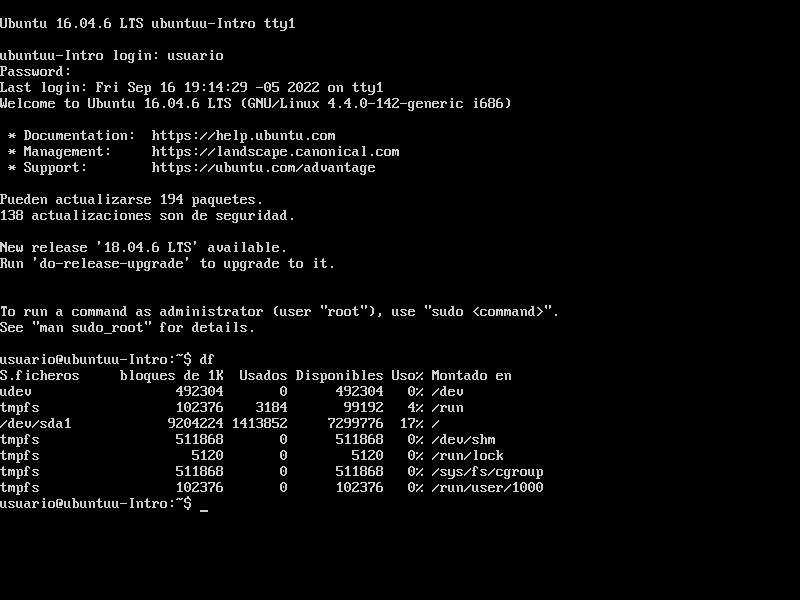 Ubuntu 16.04.6 LTS ubuntuu-Intro tty1
ubuntuu-Intro login: usuario
Password:
Last login: Fri Sep 16 19:14:29 -05 2022 on tty1
Welcome to Ubuntu 16.04.6 LTS (GNU/Linux 4.4.0-142-generic i686)
* Documentation:  https://help.ubuntu.com
* Management:     https://landscape.canonical.com
* Support:        https://ubuntu.com/advantage
Pueden actualizarse 194 paquetes.
138 actualizaciones son de seguridad.
New release '18.04.6 LTS' available.
Run 'do-release-upgrade' to upgrade to it.
To run a command as administrator (user "root"), use "sudo <command>".
See "man sudo_root" for details.
usuario@ubuntuu-Intro:~$ df
S.ficheros     bloques de 1K  Usados Disponibles Uso% Montado en
udev                  492304       0      492304   0% /dev
tmpfs                 102376    3184       99192   4% /run
/dev/sda1            9204224 1413852     7299776  17% /
tmpfs                 511868       0      511868   0% /dev/shm
tmpfs                   5120       0        5120   0% /run/lock
tmpfs                 511868       0      511868   0% /sys/fs/cgroup
tmpfs                 102376       0      102376   0% /run/user/1000
usuario@ubuntuu-Intro:~$ _